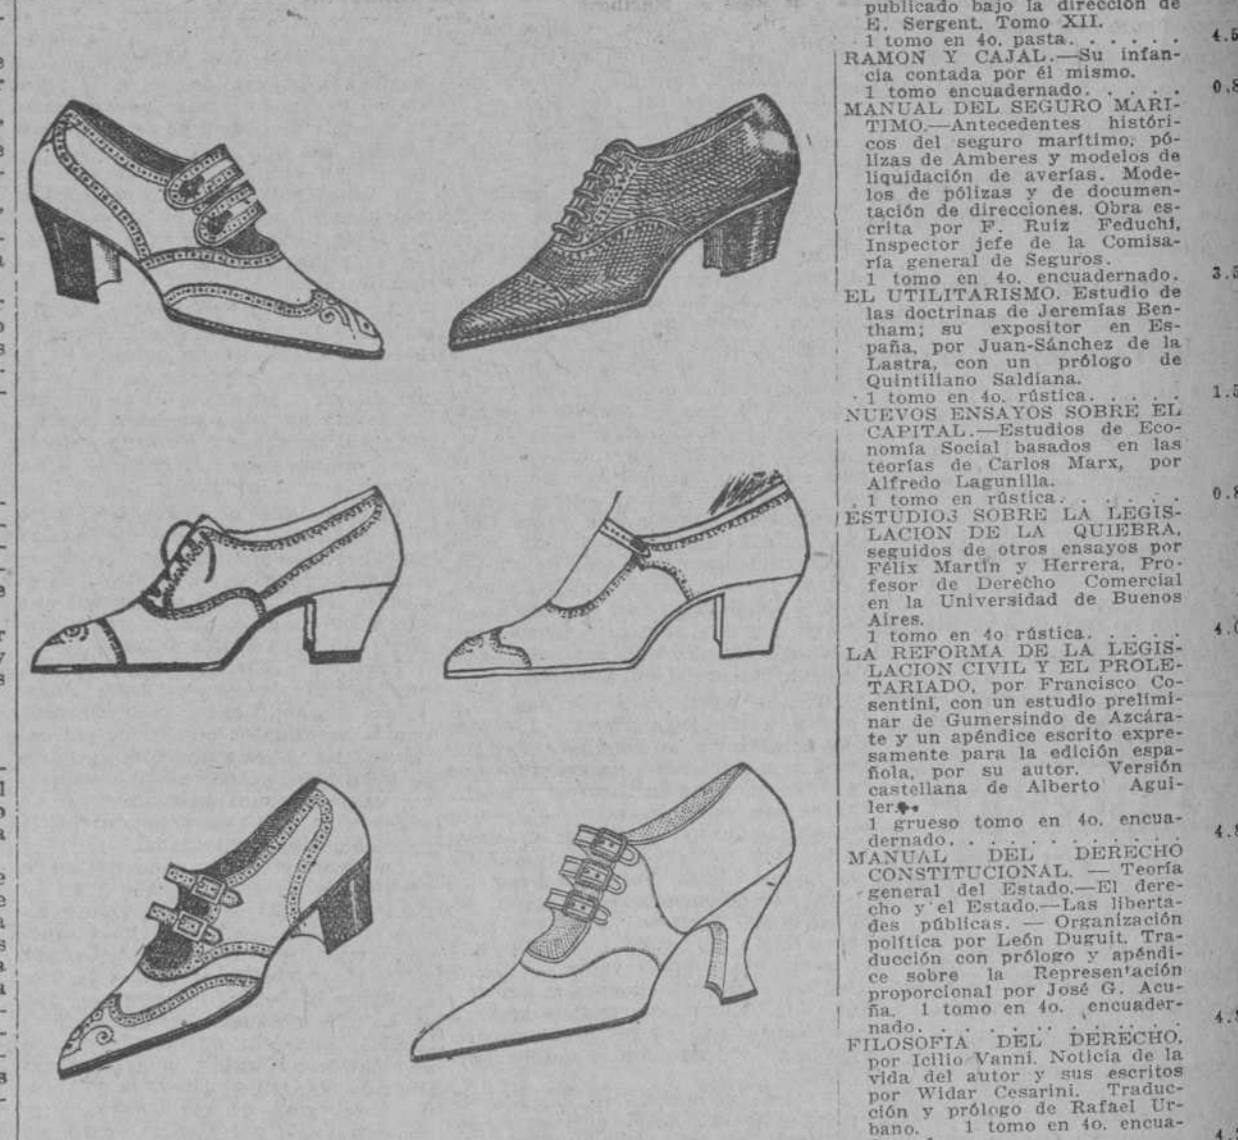 publicado bajo la dirección de
E. Sergent. Tomo XII.
1 tomo en 4o. pasta. . . . . .
RAMON Y CAJAL.—Su infan-
cia contada por él mismo.
1 tomo encuadernado. . . . .
MANUAL DEL SEGURO MARI-
TIMO.—Antecedentes históri-
cos del seguro marítimo; pó-
lizas de Amberes y modelos de
liquidación de averías. Mode-
los de pólizas y de documen-
tación de direcciones. Obra es-
crita por F. Ruiz Feduchi,
Inspector jefe de la Comisa-
ría general de Seguros.
1 tomo en 4o. encuadernado.
EL UTILITARISMO. Estudio de
las doctrinas de Jeremías Ben-
tham; su expositor en Es-
paña, por Juan-Sánchez de la
Lastra, con un prólogo de
Quintiliano Saldiana.
1 tomo en 4o. rústica. . . . .
NUEVOS ENSAYOS SOBRE EL
CAPITAL.—Estudios de Eco-
nomía Social basados en las
teorías de Carlos Marx, por
Alfredo Lagunilla.
1 tomo en rústica. . . . . .
ESTUDIOS SOBRE LA LEGIS-
LACION DE LA QUIEBRA,
seguidos de otros ensayos por
Félix Martín y Herrera, Pro-
fesor de Derecho Comercial
en la Universidad de Buenos
Aires.
1 tomo en 4o rústica. . . . .
LA REFORMA DE LA LEGIS-
LACION CIVIL Y EL PROLE-
TARIADO, por Francisco Co-
sentini, con un estudio prelimi-
nar de Gumersindo de Azcára-
te y un apéndice escrito expre-
samente para la edición espa-
ñola, por su autor. Versión
castellana de Alberto Agui-
ler
1 grueso tomo en 4o. encua-
dernado. . . . . . . . . . .
MANUAL DEL DERECHO
CONSTITUCIONAL. — Teoría
general del Estado.—El dere-
cho y el Estado.—Las liberta-
des públicas. — Organización
política por León Duguit. Tra-
ducción con prólogo y apéndi-
ce sobre la Representación
proporcional por José G. Acu-
ña. 1 tomo en 4o. encuader-
nado. . . . . . . . . . . .
FILOSOFIA DEL DERECHO,
por Icilio Vanni. Noticia de la
vida del autor y sus escritos
por Widar Cesarini. Traduc-
ción y prólogo de Rafael Ur-
bano. 1 tomo en 4o. encua-